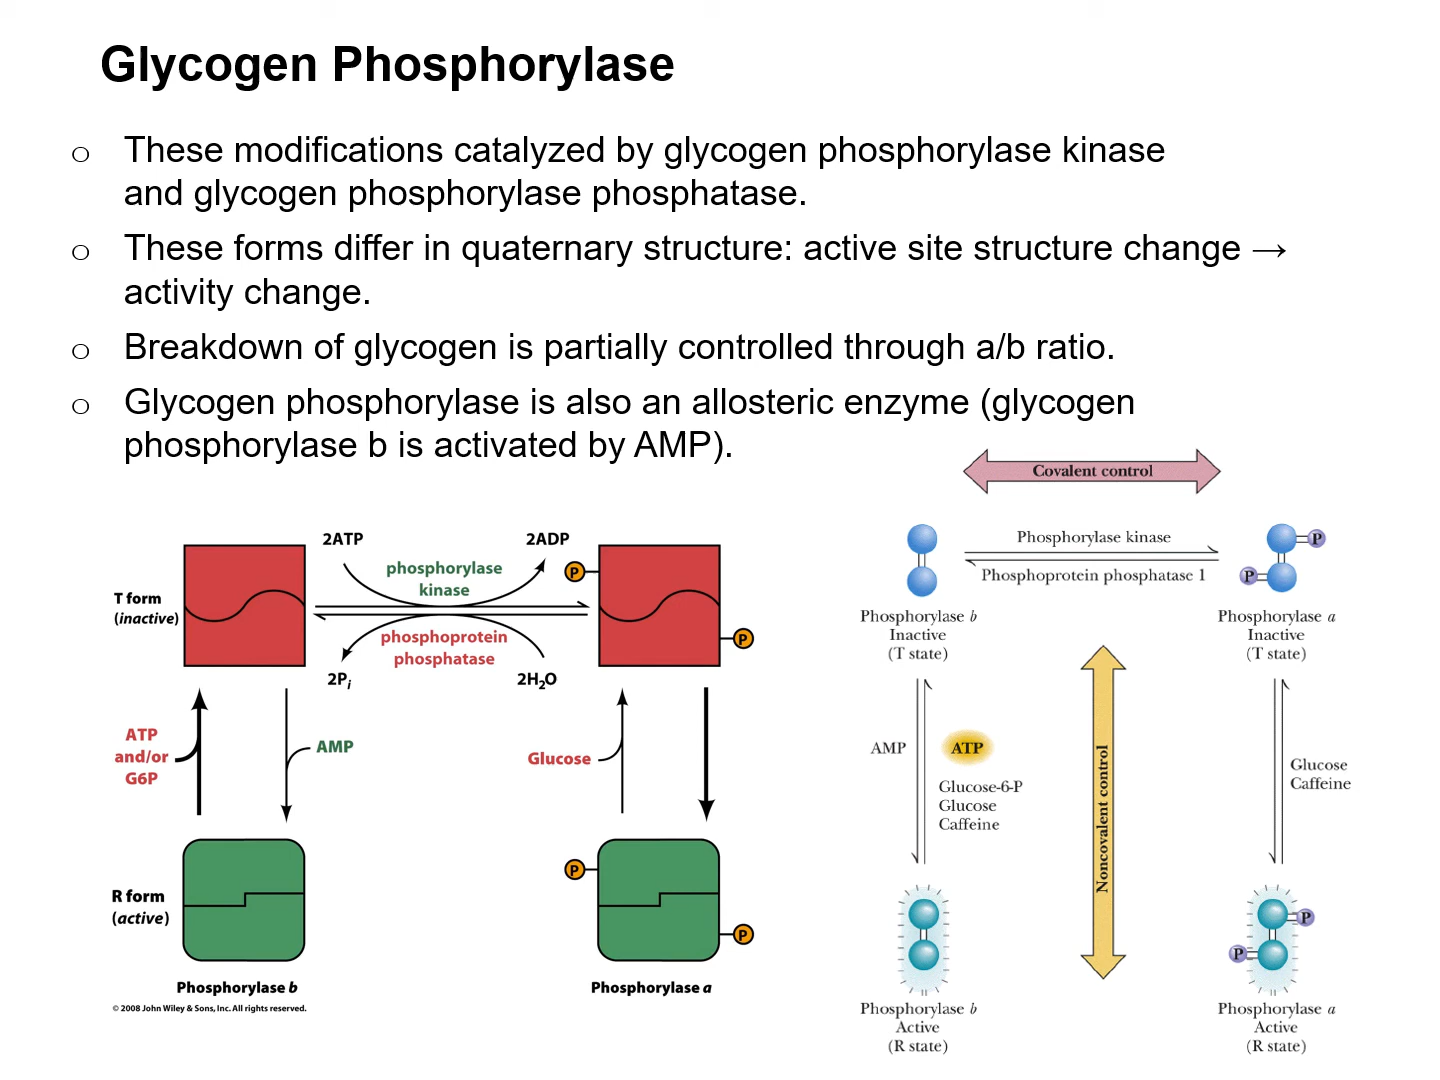 Glycogen Phosphorylase
o These modifications catalyzed by glycogen phosphorylase kinase
and glycogen phosphorylase phosphatase.
o These forms differ in quaternary structure: active site structure change →
activity change.
o Breakdown of glycogen is partially controlled through a/b ratio.
o Glycogen phosphorylase is also an allosteric enzyme (glycogen
phosphorylase b is activated by AMP).
2ATP
2ADP
phosphorylase
kinase
P
T form
(inactive)
phosphoprotein
phosphatase
P
2Pi
2H₂O
ATP
and/or
G6P
AMP
Glucose
P
R form
(active)
P
Phosphorylase b
Phosphorylase a
© 2008 John Wiley & Sons, Inc. All rights reserved.
Covalent control
Phosphorylase kinase
Phosphoprotein phosphatase 1
P
P
Phosphorylase b
Inactive
(T state)
Phosphorylase a
Inactive
(T state)
AMP
ATP
Glucose-6-P
Glucose
Caffeine
Noncovalent control
Glucose
Caffeine
P
P
Phosphorylase b
Active
(R state)
Phosphorylase a
Active
(R state)